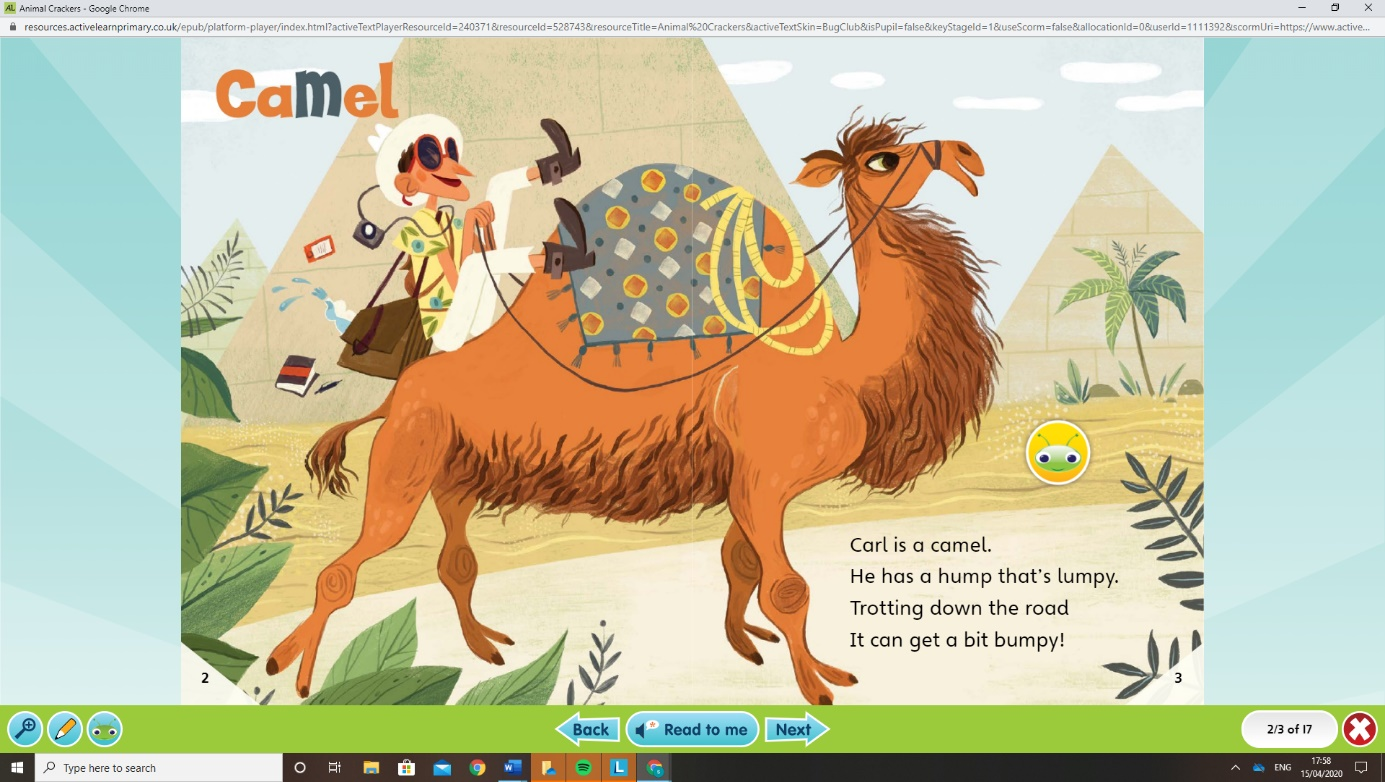 Animal Crackers - Google Chrome
resources.activelearnprimary.co.uk/epub/platform-player/index.html?activeTextPlayerResourceId=240371&resourceId=528743&resourceTitle=Animal%20Crackers&activeTextSkin=BugClub&isPupil=false&keyStageId=1&useScorm=false&allocationId=0&userId=1111392&scormUri=https://www.active...
Camel
Carl is a camel.
He has a hump that's lumpy.
Trotting down the road
It can get a bit bumpy!
2
3
Back
Read to me
Next
2/3 of 17
Type here to search
ENG
17:58
15/04/2020